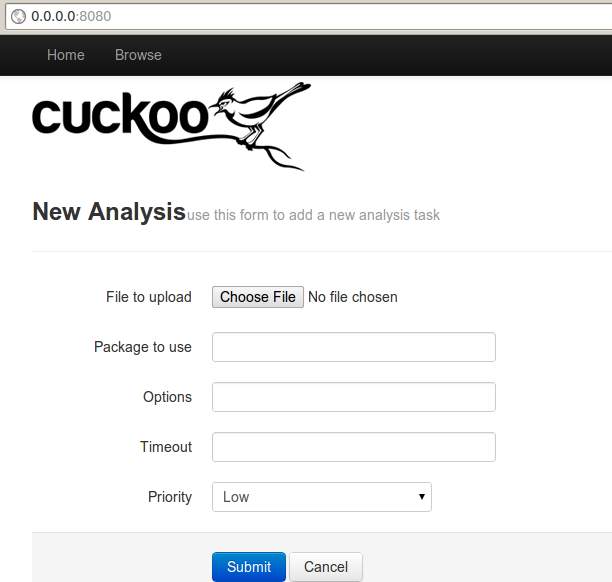 0.0.0.0:8080
Home Browse
cuckoo
New Analysis use this form to add a new analysis task
File to upload Choose File No file chosen
Package to use
Options
Timeout
Priority Low
Submit Cancel